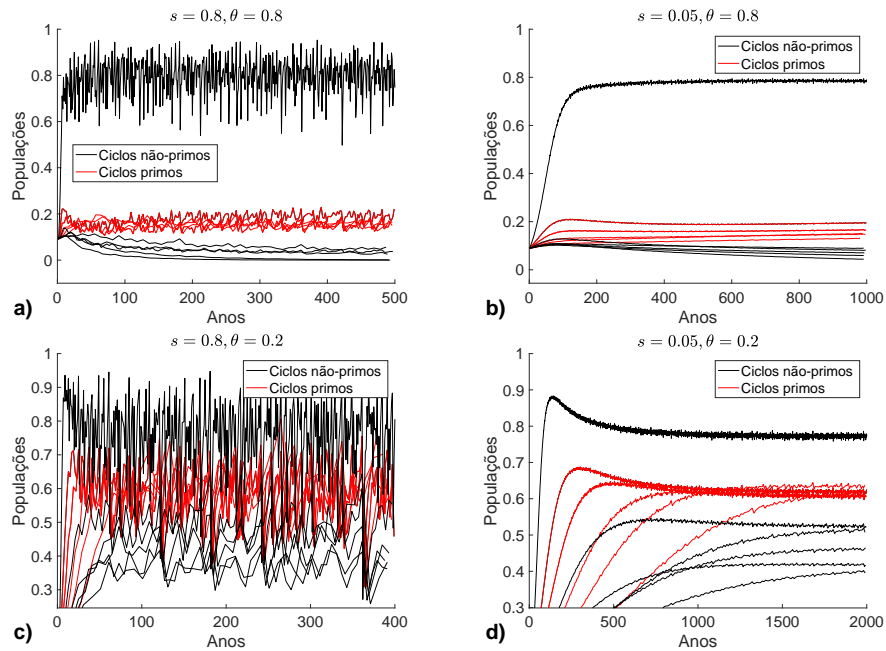 s = 0.8, θ = 0.8
1
0.8
0.6
0.4
0.2
0
Populações
Ciclos não-primos
Ciclos primos
0 100 200 300 400 500
Anos
a)
s = 0.05, θ = 0.8
1
0.8
0.6
0.4
0.2
0
Populações
Ciclos não-primos
Ciclos primos
0 200 400 600 800 1000
Anos
b)
s = 0.8, θ = 0.2
1
0.9
0.8
0.7
0.6
0.5
0.4
0.3
Populações
Ciclos não-primos
Ciclos primos
0 100 200 300 400
Anos
c)
s = 0.05, θ = 0.2
1
0.9
0.8
0.7
0.6
0.5
0.4
0.3
Populações
Ciclos não-primos
Ciclos primos
0 500 1000 1500 2000
Anos
d)